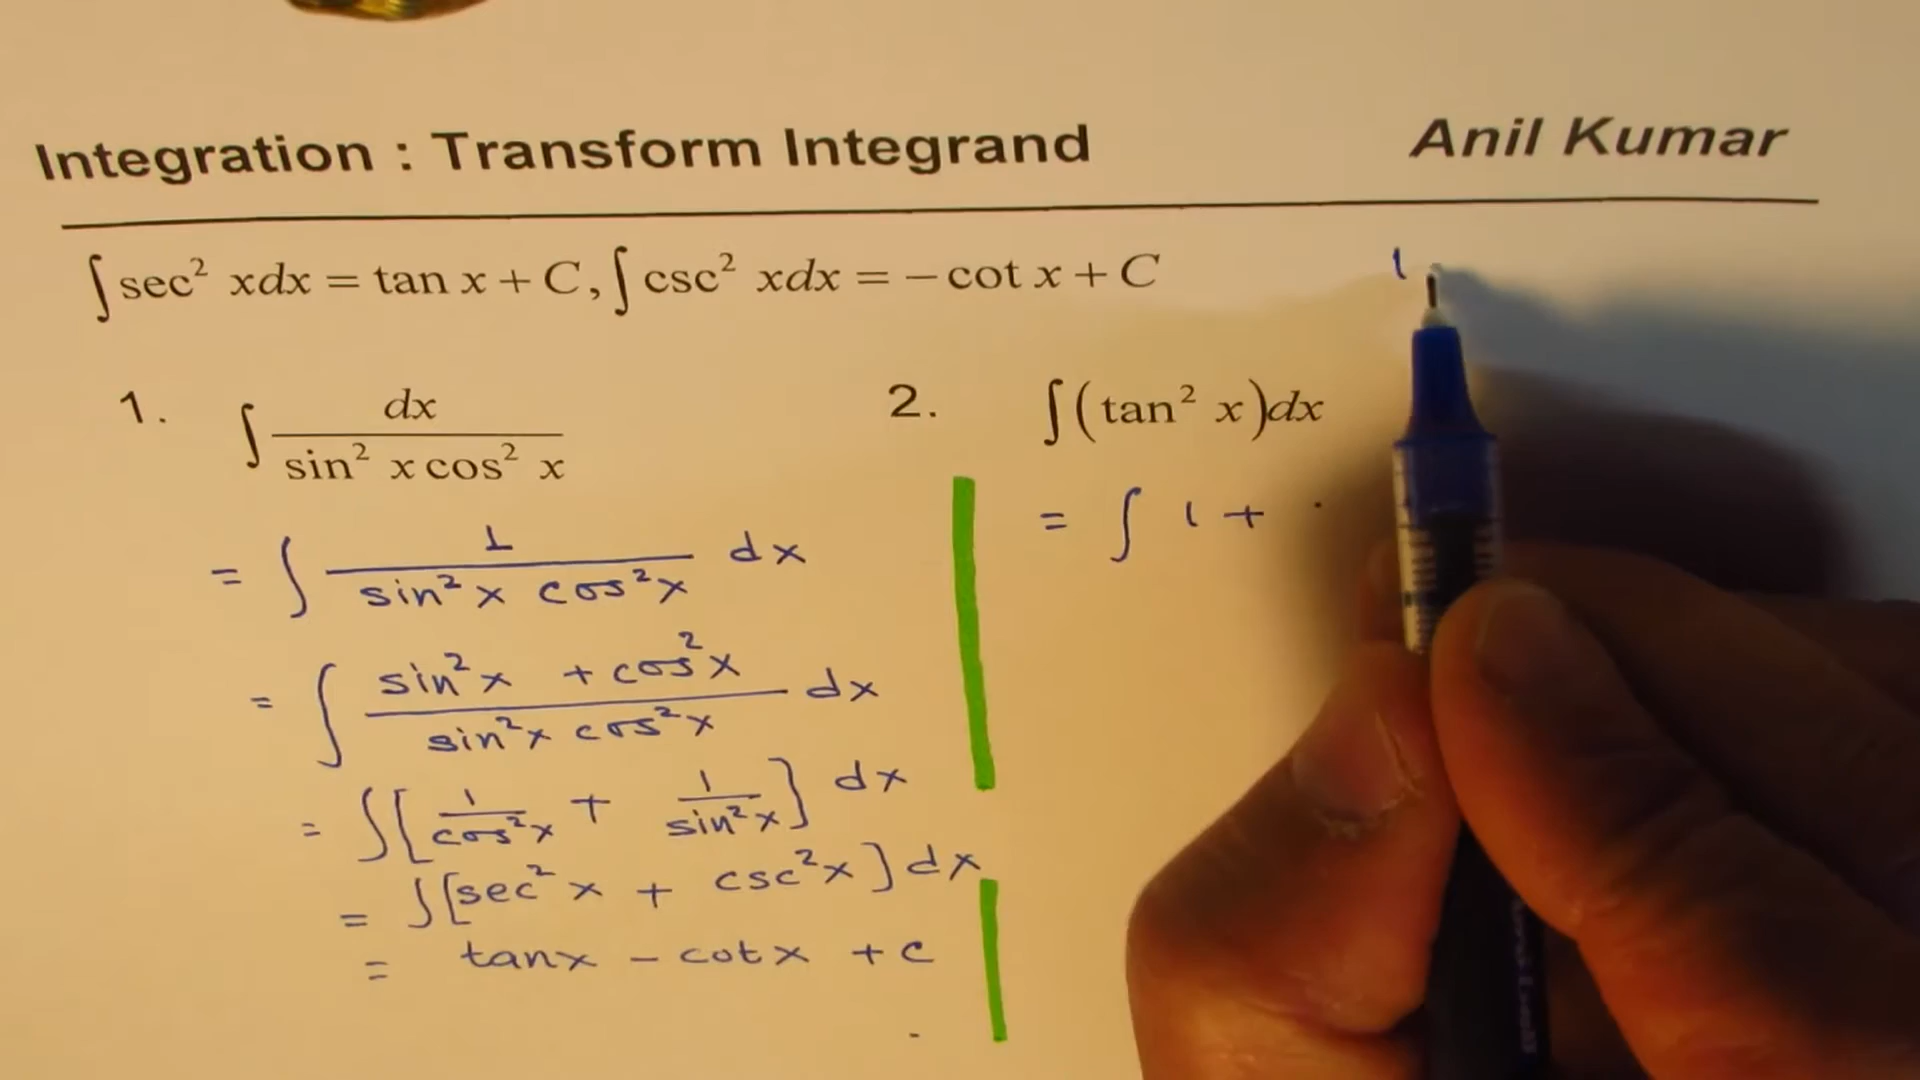 Integration : Transform Integrand Anil Kumar
∫ sec² xdx = tan x + C, ∫ csc² xdx = − cot x + C 1
1. ∫ dx / sin² x cos² x
= ∫ 1 / sin²x cos²x dx
= ∫ sin²x + cos²x / sin²x cos²x dx
= ∫ [ 1 / cos²x + 1 / sin²x ] dx
= ∫ [sec²x + csc²x] dx
= tanx − cotx + c
2. ∫ (tan² x)dx
= ∫ 1 +